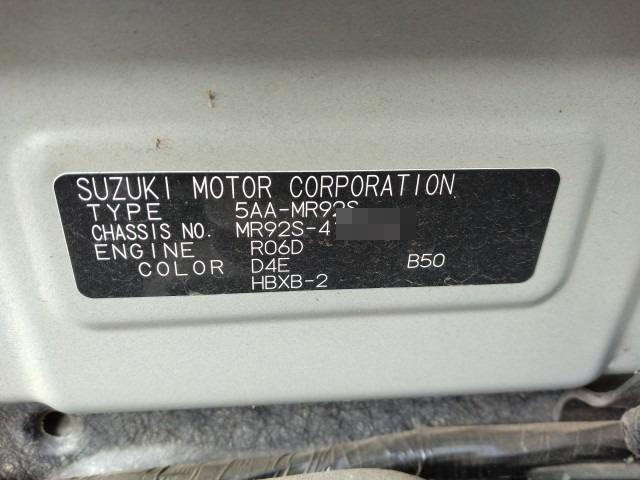 SUZUKI MOTOR CORPORATION
TYPE 5AA-MR92S
CHASSIS NO. MR92S-4
ENGINE R06D
COLOR D4E B50
HBXB-2